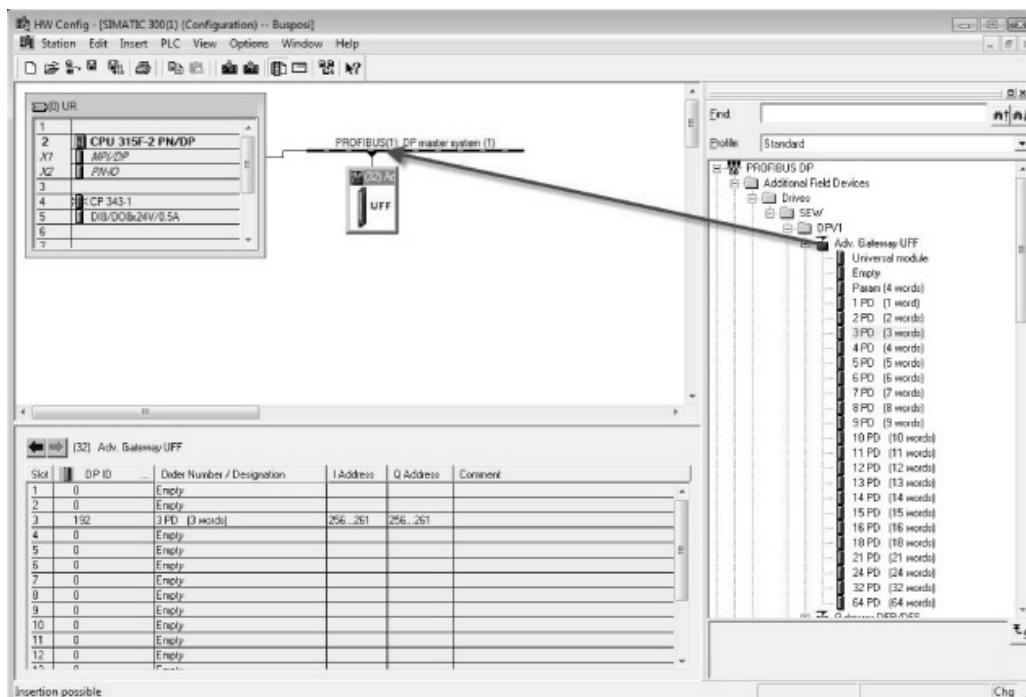 HW Config - [SIMATIC 300(1) (Configuration) -- Busposi]
Station Edit Insert PLC View Options Window Help
(0) UR
1
2 CPU 315F-2 PN/DP
X1 MPI/DP
X2 PN-IO
3
4 CP 343-1
5 DI8/DO8x24V/0.5A
6
7
PROFIBUS(1): DP master system (1)
(32) Ad
UFF
Find:
Profile: Standard
PROFIBUS DP
Additional Field Devices
Drives
SEW
DPV1
Adv. Gateway UFF
Universal module
Empty
Param (4 words)
1 PD (1 word)
2 PD (2 words)
3 PD (3 words)
4 PD (4 words)
5 PD (5 words)
6 PD (6 words)
7 PD (7 words)
8 PD (8 words)
9 PD (9 words)
10 PD (10 words)
11 PD (11 words)
12 PD (12 words)
13 PD (13 words)
14 PD (14 words)
15 PD (15 words)
16 PD (16 words)
18 PD (18 words)
21 PD (21 words)
24 PD (24 words)
32 PD (32 words)
64 PD (64 words)
(32) Adv. Gateway UFF
Slot DP ID ... Order Number / Designation I Address Q Address Comment
1 0 Empty
2 0 Empty
3 192 3 PD (3 words) 256...261 256...261
4 0 Empty
5 0 Empty
6 0 Empty
7 0 Empty
8 0 Empty
9 0 Empty
10 0 Empty
11 0 Empty
12 0 Empty
Insertion possible
Chg